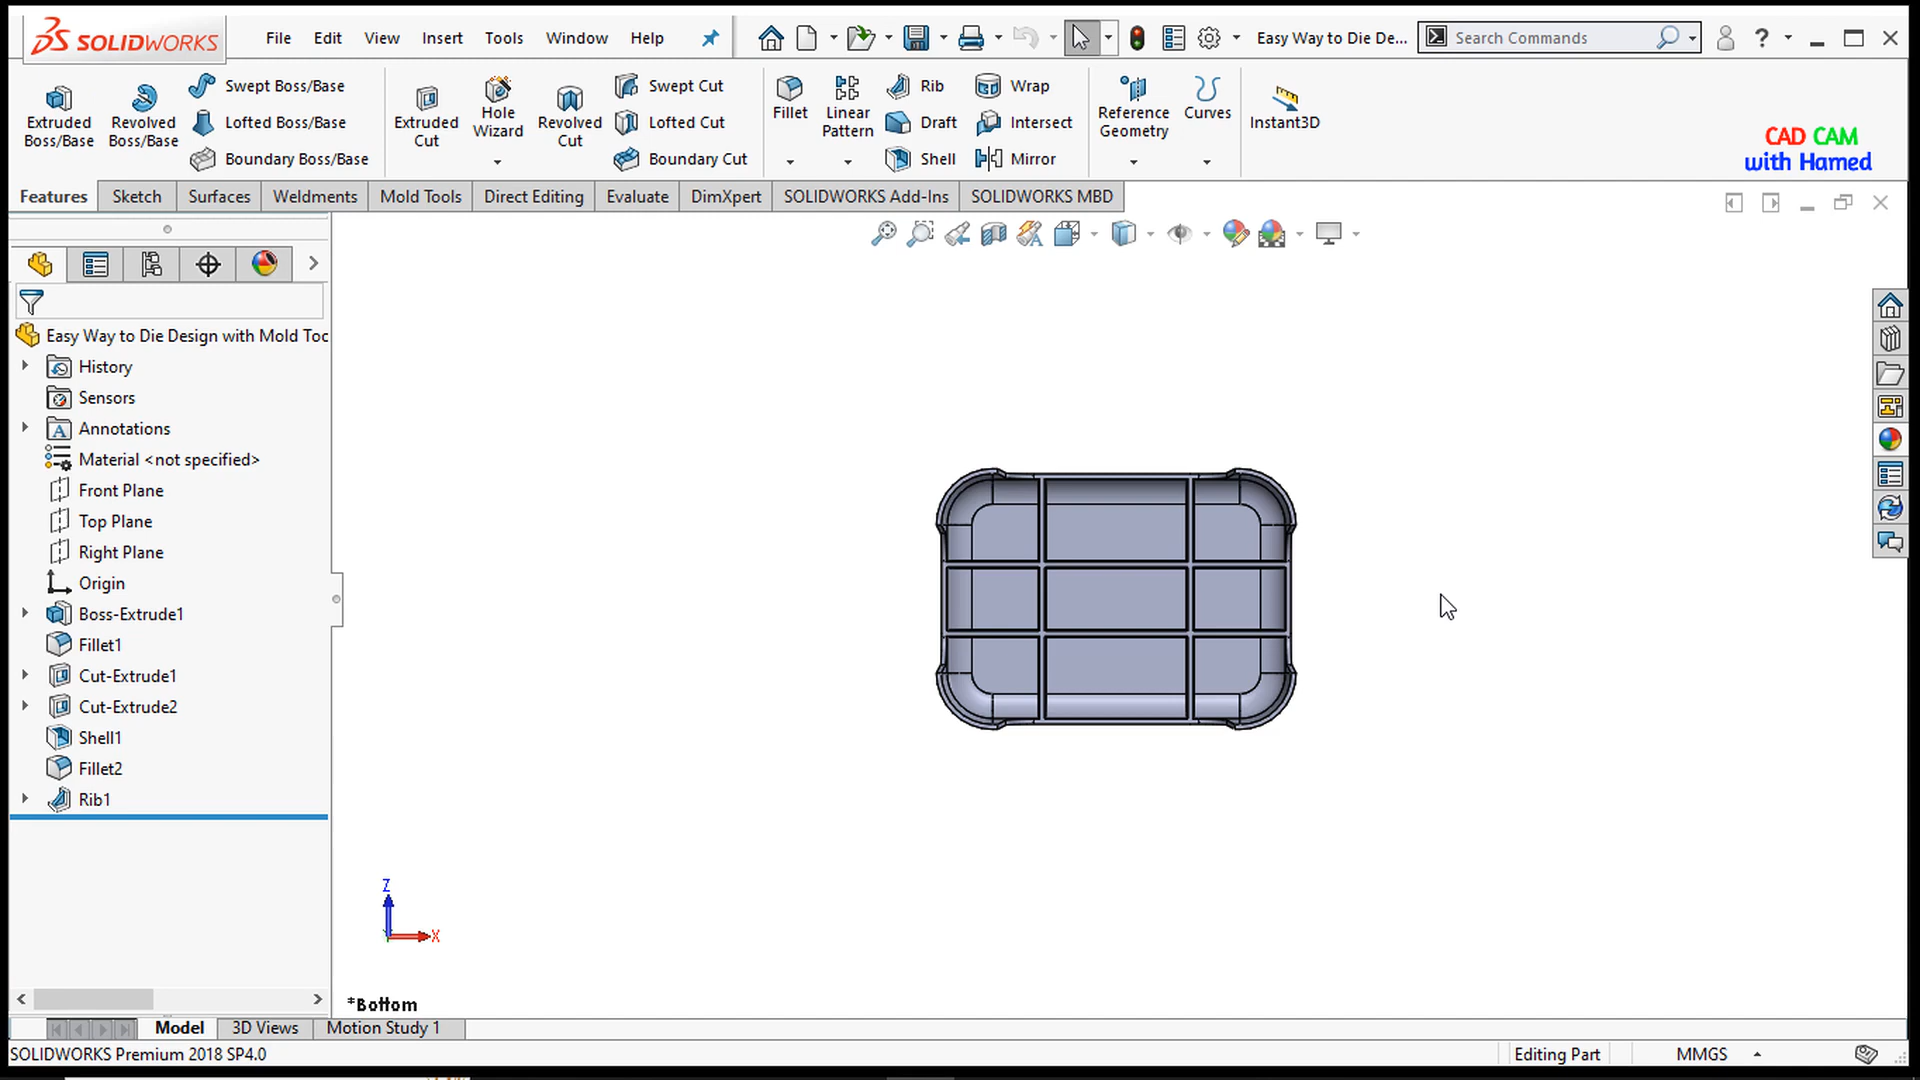 SOLIDWORKS
File Edit View Insert Tools Window Help
Easy Way to Die De...
Search Commands
?
Extruded Boss/Base
Revolved Boss/Base
Swept Boss/Base
Lofted Boss/Base
Boundary Boss/Base
Extruded Cut
Hole Wizard
Revolved Cut
Swept Cut
Lofted Cut
Boundary Cut
Fillet
Linear Pattern
Rib
Draft
Shell
Wrap
Intersect
Mirror
Reference Geometry
Curves
Instant3D
CAD CAM
with Hamed
Features Sketch Surfaces Weldments Mold Tools Direct Editing Evaluate DimXpert SOLIDWORKS Add-Ins SOLIDWORKS MBD
Easy Way to Die Design with Mold Too
History
Sensors
Annotations
Material <not specified>
Front Plane
Top Plane
Right Plane
Origin
Boss-Extrude1
Fillet1
Cut-Extrude1
Cut-Extrude2
Shell1
Fillet2
Rib1
Z
X
*Bottom
Model 3D Views Motion Study 1
SOLIDWORKS Premium 2018 SP4.0
Editing Part
MMGS